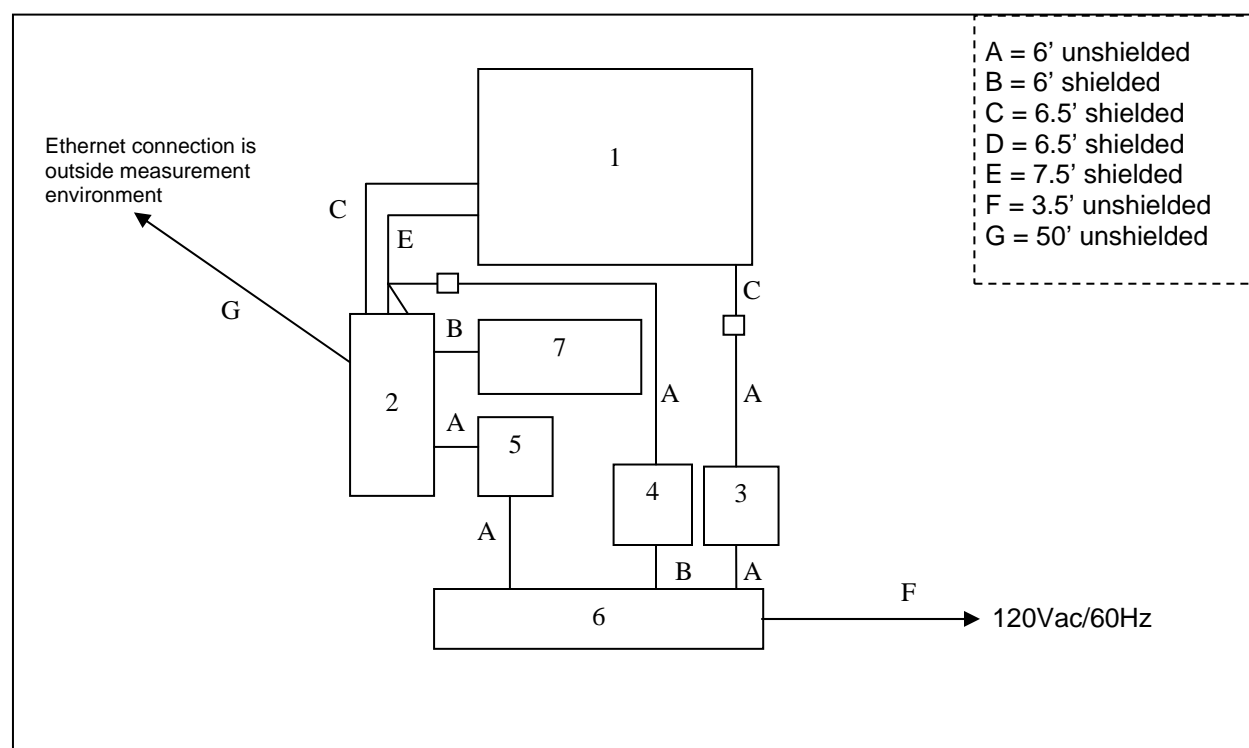 A = 6’ unshielded
B = 6’ shielded
C = 6.5’ shielded
D = 6.5’ shielded
E = 7.5’ shielded
F = 3.5’ unshielded
G = 50’ unshielded
Ethernet connection is
outside measurement
environment
1
C
E
C
G
B
7
2
A
A
A
5
4
3
A
B
A
F
6
120Vac/60Hz